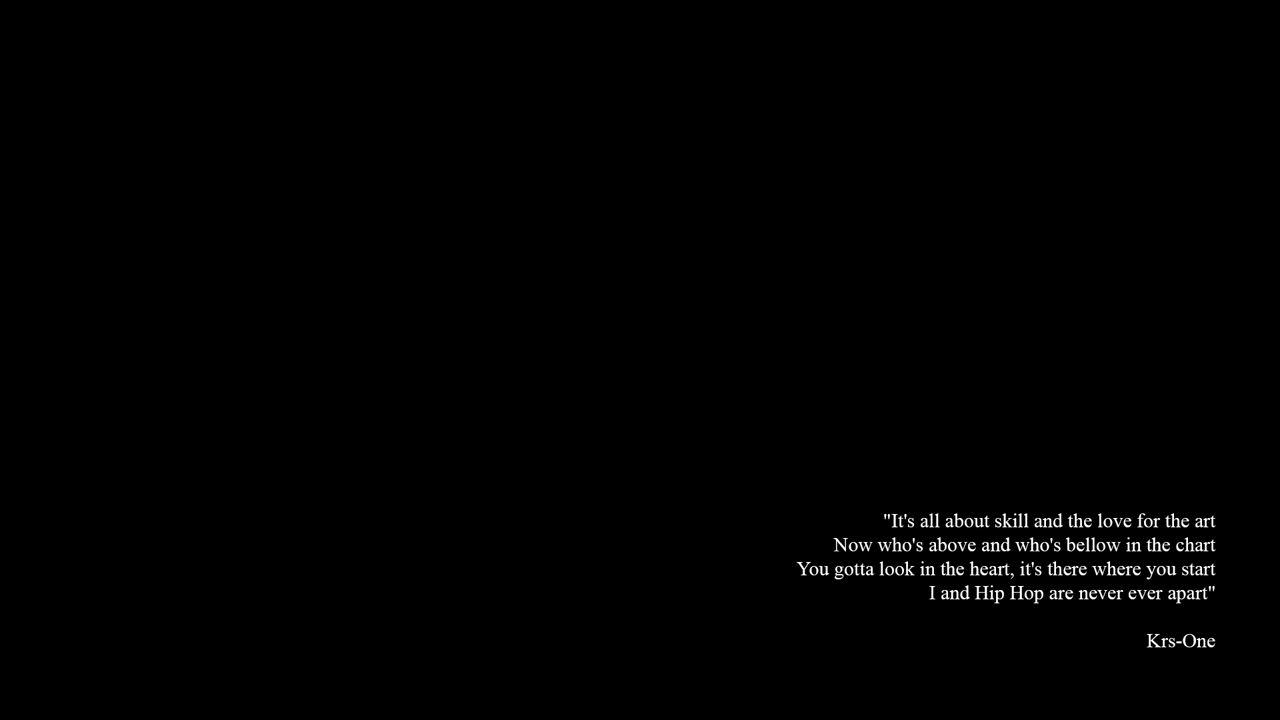 "It's all about skill and the love for the art
Now who's above and who's bellow in the chart
You gotta look in the heart, it's there where you start
I and Hip Hop are never ever apart"
Krs-One